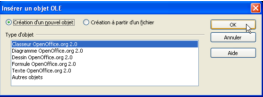 Insérer un objet OLE
Création d'un nouvel objet
Création à partir d'un fichier
OK
Annuler
Aide
Type d'objet
Classeur OpenOffice.org 2.0
Diagramme OpenOffice.org 2.0
Dessin OpenOffice.org 2.0
Formule OpenOffice.org 2.0
Texte OpenOffice.org 2.0
Autres objets